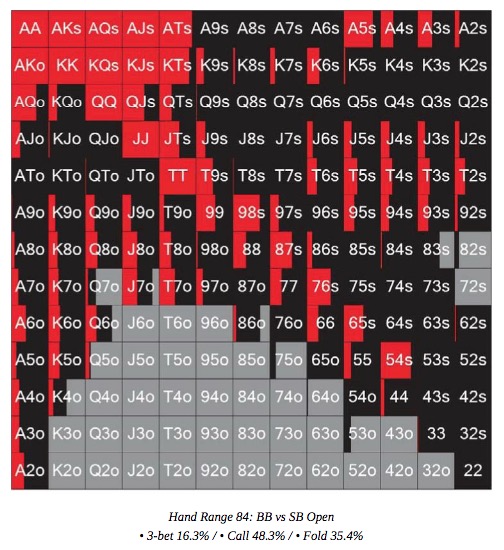 AA AKs AQs AJs ATs A9s A8s A7s A6s A5s A4s A3s A2s
AKo KK KQs KJs KTs K9s K8s K7s K6s K5s K4s K3s K2s
AQo KQo QQ QJs QTs Q9s Q8s Q7s Q6s Q5s Q4s Q3s Q2s
AJo KJo QJo JJ JTs J9s J8s J7s J6s J5s J4s J3s J2s
ATo KTo QTo JTo TT T9s T8s T7s T6s T5s T4s T3s T2s
A9o K9o Q9o J9o T9o 99 98s 97s 96s 95s 94s 93s 92s
A8o K8o Q8o J8o T8o 98o 88 87s 86s 85s 84s 83s 82s
A7o K7o Q7o J7o T7o 97o 87o 77 76s 75s 74s 73s 72s
A6o K6o Q6o J6o T6o 96o 86o 76o 66 65s 64s 63s 62s
A5o K5o Q5o J5o T5o 95o 85o 75o 65o 55 54s 53s 52s
A4o K4o Q4o J4o T4o 94o 84o 74o 64o 54o 44 43s 42s
A3o K3o Q3o J3o T3o 93o 83o 73o 63o 53o 43o 33 32s
A2o K2o Q2o J2o T2o 92o 82o 72o 62o 52o 42o 32o 22
Hand Range 84: BB vs SB Open
• 3-bet 16.3% / • Call 48.3% / • Fold 35.4%